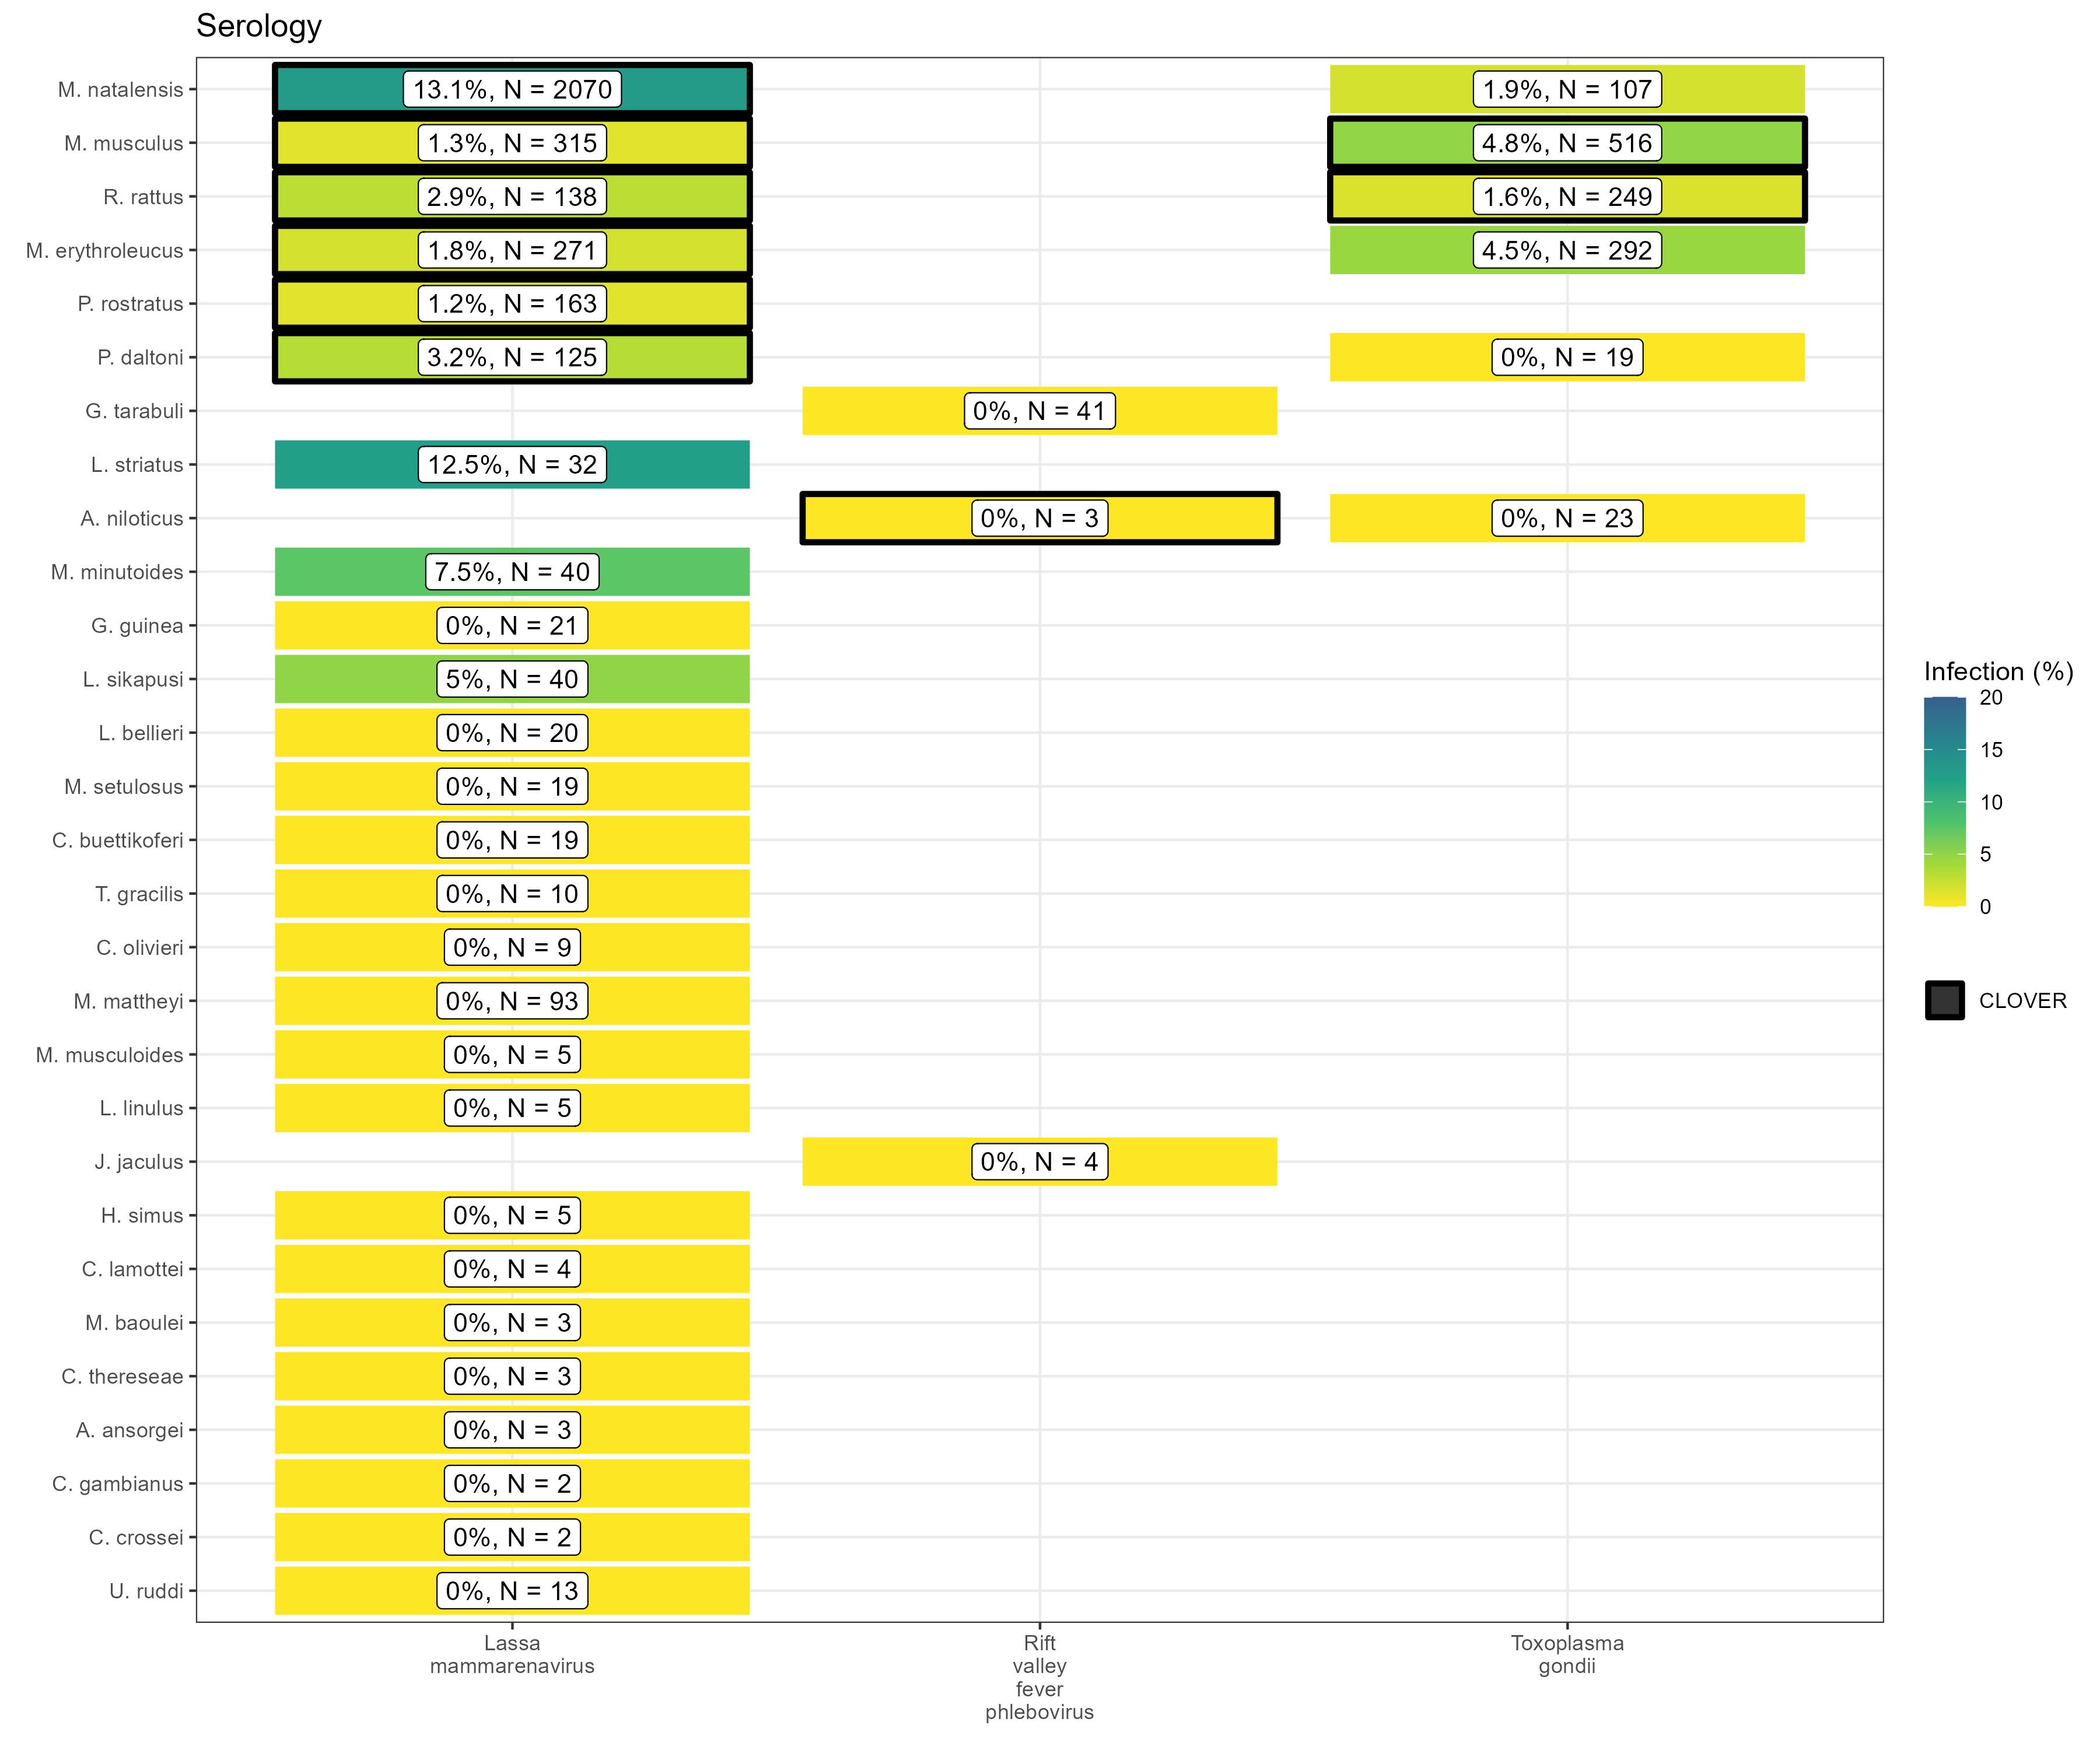 Serology
M. natalensis 13.1%, N = 2070 1.9%, N = 107
M. musculus 1.3%, N = 315 4.8%, N = 516
R. rattus 2.9%, N = 138 1.6%, N = 249
M. erythroleucus 1.8%, N = 271 4.5%, N = 292
P. rostratus 1.2%, N = 163
P. daltoni 3.2%, N = 125 0%, N = 19
G. tarabuli 0%, N = 41
L. striatus 12.5%, N = 32
A. niloticus 0%, N = 3 0%, N = 23
M. minutoides 7.5%, N = 40
G. guinea 0%, N = 21
L. sikapusi 5%, N = 40
L. bellieri 0%, N = 20
M. setulosus 0%, N = 19
C. buettikoferi 0%, N = 19
T. gracilis 0%, N = 10
C. olivieri 0%, N = 9
M. mattheyi 0%, N = 93
M. musculoides 0%, N = 5
L. linulus 0%, N = 5
J. jaculus 0%, N = 4
H. simus 0%, N = 5
C. lamottei 0%, N = 4
M. baoulei 0%, N = 3
C. thereseae 0%, N = 3
A. ansorgei 0%, N = 3
C. gambianus 0%, N = 2
C. crossei 0%, N = 2
U. ruddi 0%, N = 13
Lassa
mammarenavirus
Rift
valley
fever
phlebovirus
Toxoplasma
gondii
Infection (%)
20
15
10
5
0
CLOVER